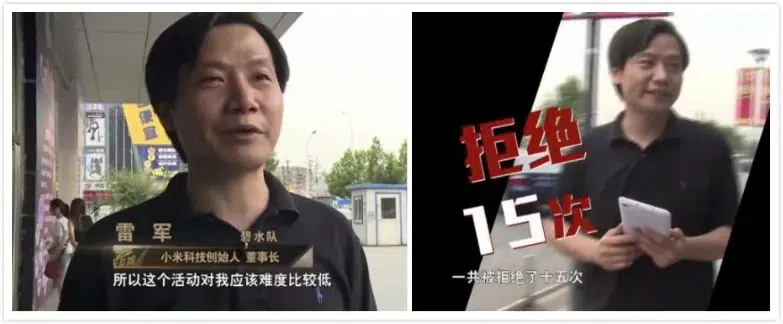 便宜
雷军
碧水队
小米科技创始人 董事长
所以这个活动对我应该难度比较低
拒绝
15次
一共被拒绝了十五次